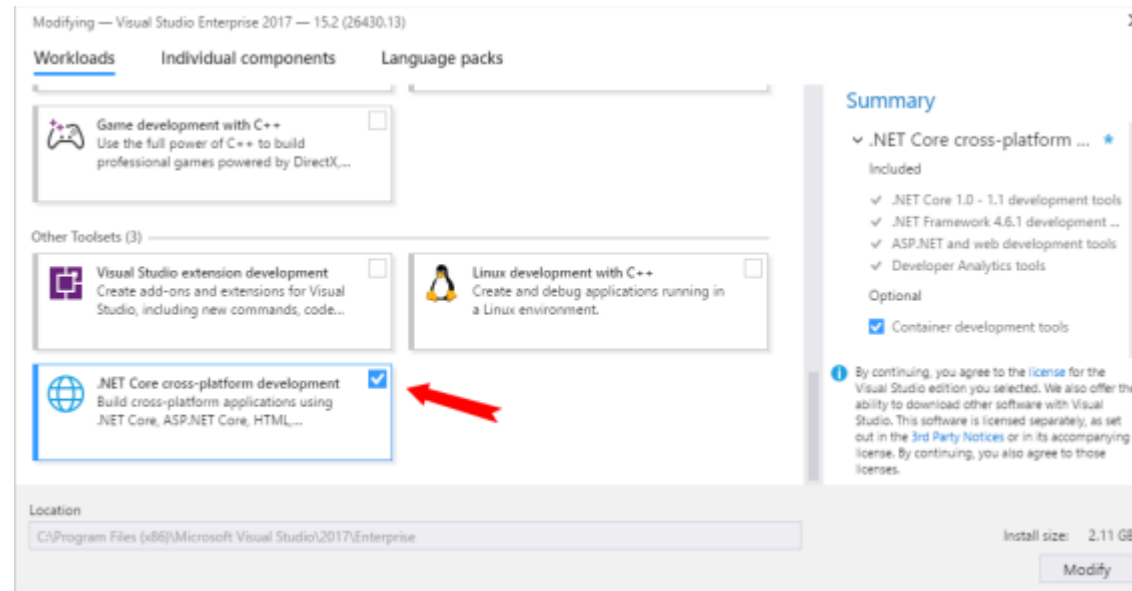 Modifying — Visual Studio Enterprise 2017 — 15.2 (26430.13)
Workloads Individual components Language packs
Game development with C++
Use the full power of C++ to build
professional games powered by DirectX,...
Other Toolsets (3)
Visual Studio extension development
Create add-ons and extensions for Visual
Studio, including new commands, code...
Linux development with C++
Create and debug applications running in
a Linux environment.
.NET Core cross-platform development
Build cross-platform applications using
.NET Core, ASP.NET Core, HTML,...
Summary
.NET Core cross-platform ...
Included
.NET Core 1.0 - 1.1 development tools
.NET Framework 4.6.1 development ...
ASP.NET and web development tools
Developer Analytics tools
Optional
Container development tools
By continuing, you agree to the license for the
Visual Studio edition you selected. We also offer the
ability to download other software with Visual
Studio. This software is licensed separately, as set
out in the 3rd Party Notices or in its accompanying
license. By continuing, you also agree to those
licenses.
Location
C:\Program Files (x86)\Microsoft Visual Studio\2017\Enterprise
Install size: 2.11 GB
Modify